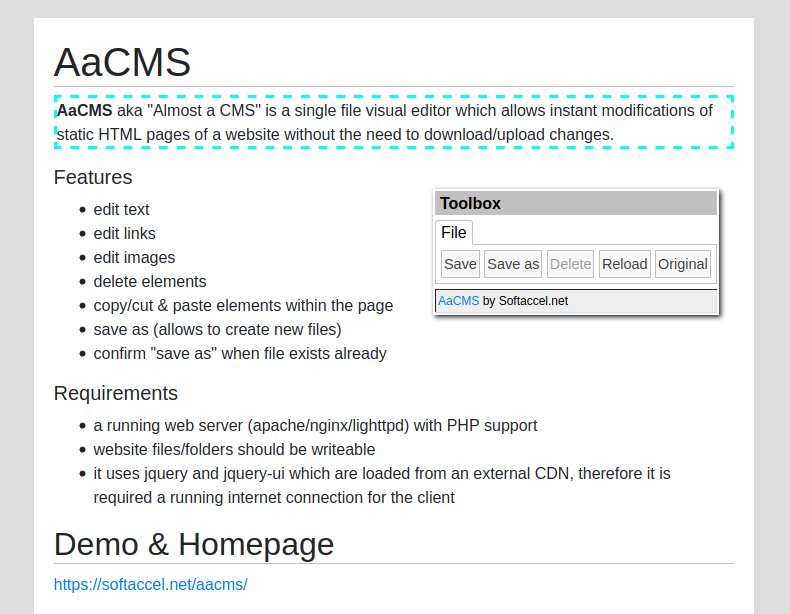 AaCMS
AaCMS aka "Almost a CMS" is a single file visual editor which allows instant modifications of
static HTML pages of a website without the need to download/upload changes.
Features
edit text
edit links
edit images
delete elements
copy/cut & paste elements within the page
save as (allows to create new files)
confirm "save as" when file exists already
Toolbox
File
Save Save as Delete Reload Original
AaCMS by Softaccel.net
Requirements
a running web server (apache/nginx/lighttpd) with PHP support
website files/folders should be writeable
it uses jquery and jquery-ui which are loaded from an external CDN, therefore it is
required a running internet connection for the client
Demo & Homepage
https://softaccel.net/aacms/